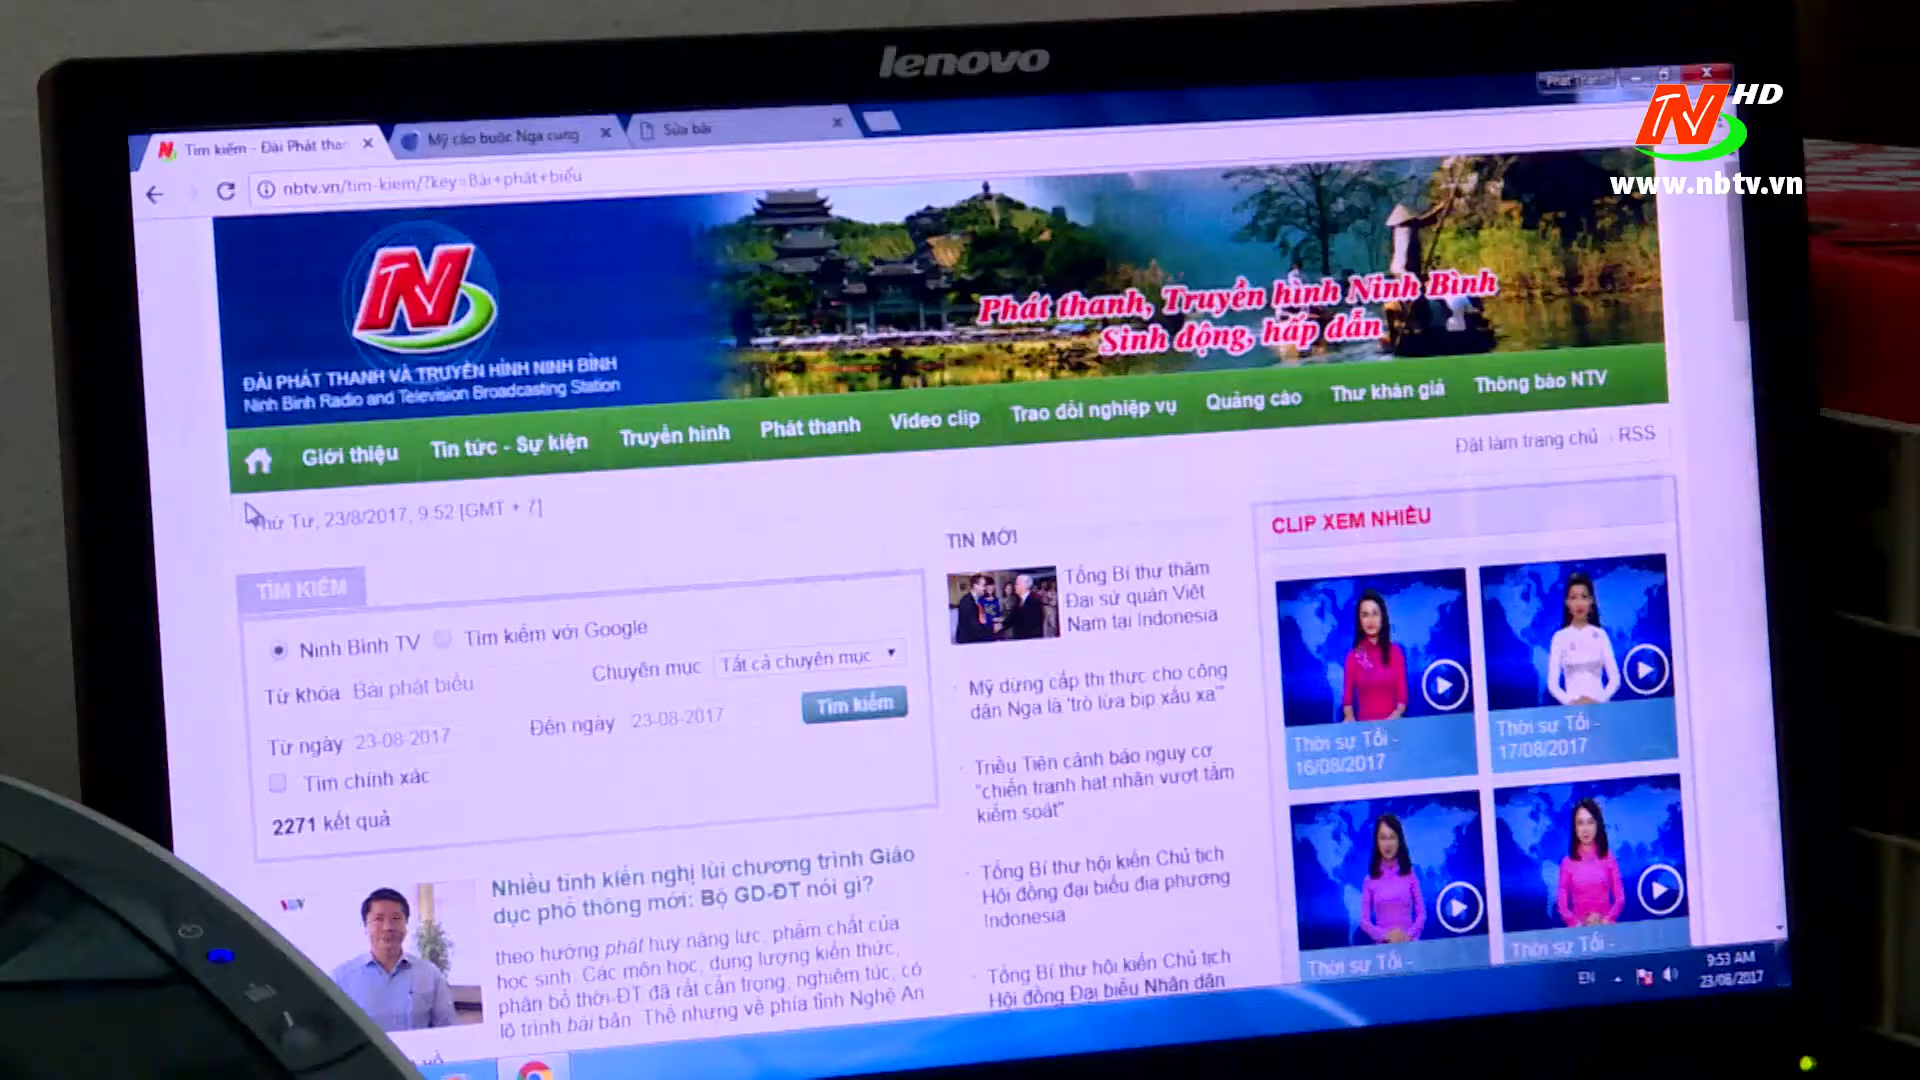 lenovo
HD
www.nbtv.vn
Tìm kiếm - Đài Phát tha
Mỹ cáo buộc Nga cung
Sửa bài
nbtv.vn/tim-kiem/?key=Bài+phát+biểu
N
Phát thanh, Truyền hình Ninh Bình
Sinh động, hấp dẫn
ĐÀI PHÁT THANH VÀ TRUYỀN HÌNH NINH BÌNH
Ninh Binh Radio and Television Broadcasting Station
Giới thiệu Tin tức - Sự kiện Truyền hình Phát thanh Video clip Trao đổi nghiệp vụ Quảng cáo Thư khán giả Thông báo NTV
Đặt làm trang chủ RSS
Thứ Tư, 23/8/2017, 9:52 [GMT + 7]
TÌM KIẾM
Ninh Bình TV Tìm kiếm với Google
Từ khóa Bài phát biểu Chuyên mục Tất cả chuyên mục
Từ ngày 23-08-2017 Đến ngày 23-08-2017 Tìm kiếm
Tìm chính xác
2271 kết quả
Nhiều tỉnh kiến nghị lùi chương trình Giáo
dục phổ thông mới: Bộ GD-ĐT nói gì?
theo hướng phát huy năng lực, phẩm chất của
học sinh. Các môn học, dung lượng kiến thức,
phân bổ thời-ĐT đã rất cẩn trọng, nghiêm túc, có
lộ trình bài bản. Thế nhưng về phía tỉnh Nghệ An
VOV
TIN MỚI
Tổng Bí thư thăm
Đại sứ quán Việt
Nam tại Indonesia
Mỹ dừng cấp thị thực cho công
dân Nga là 'trò lừa bịp xấu xa'"
Triều Tiên cảnh báo nguy cơ
"chiến tranh hạt nhân vượt tầm
kiểm soát"
Tổng Bí thư hội kiến Chủ tịch
Hội đồng đại biểu địa phương
Indonesia
Tổng Bí thư hội kiến Chủ tịch
Hội đồng Đại biểu Nhân dân
CLIP XEM NHIỀU
Thời sự Tối -
16/08/2017
Thời sự Tối -
17/08/2017
Thời sự Tối -
Thời sự Tối -
EN
9:53 AM
23/08/2017